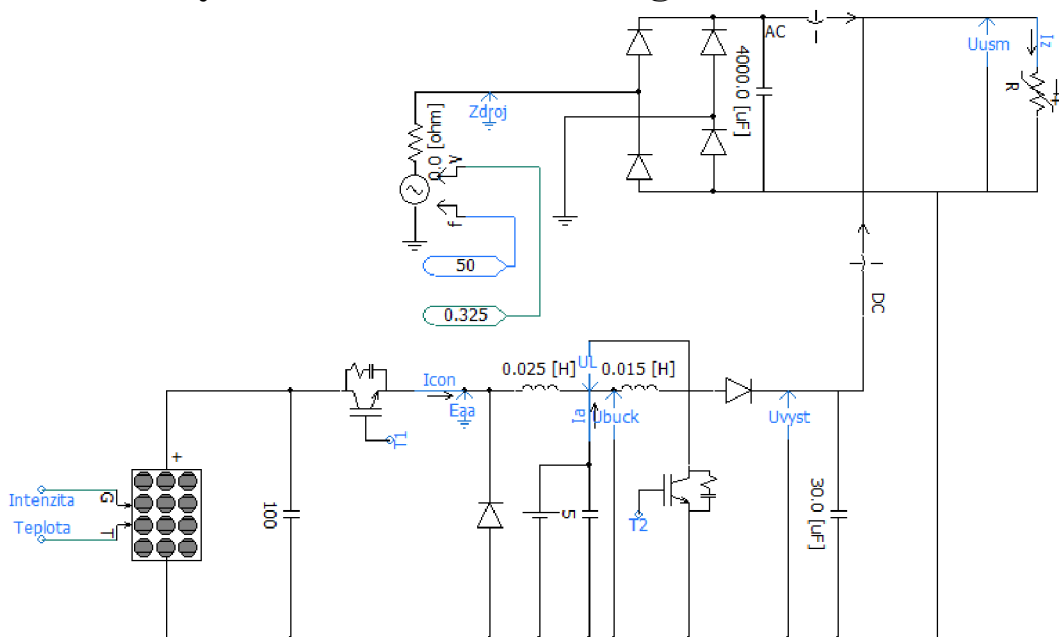 AC
Uusm
Iz
R
4000.0 [uF]
Zdroj
0.0 [ohm]
V
f
50
0.325
DC
0.025 [H]
UL
0.015 [H]
Icon
Eaa
Ia
Ubuck
Uvyst
T1
+
Intenzita
G
Teplota
T
100
5
T2
30.0 [uF]